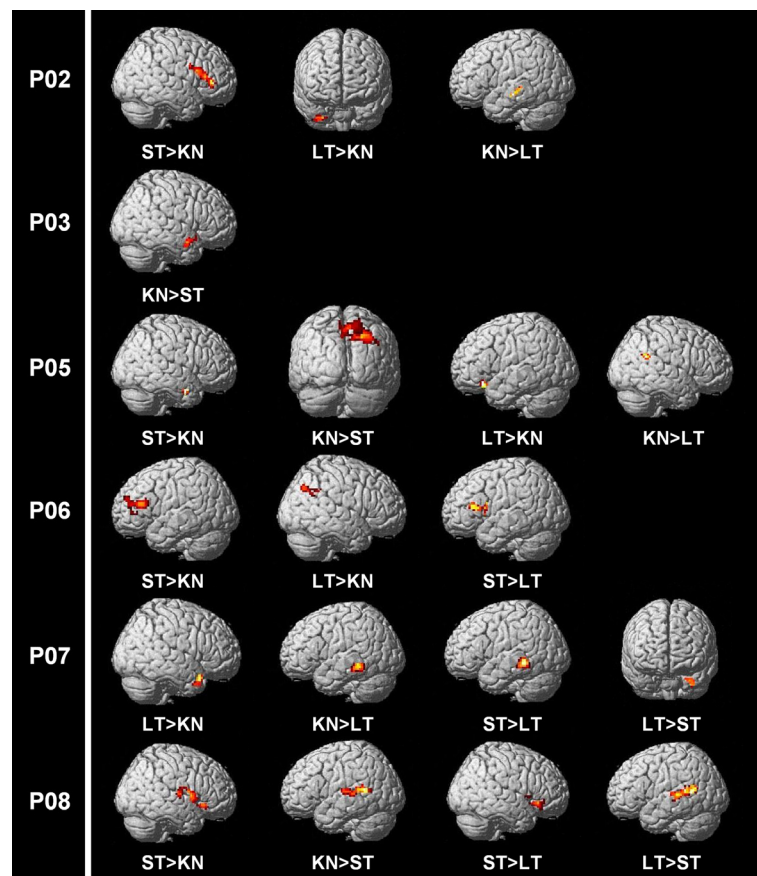 P02
ST>KN LT>KN KN>LT
P03
KN>ST
P05
ST>KN KN>ST LT>KN KN>LT
P06
ST>KN LT>KN ST>LT
P07
LT>KN KN>LT ST>LT LT>ST
P08
ST>KN KN>ST ST>LT LT>ST